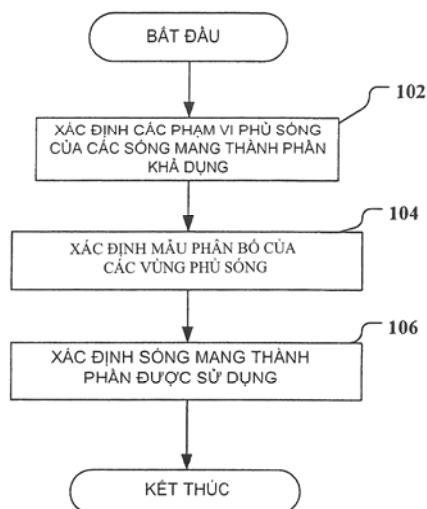 BẮT ĐẦU
102
XÁC ĐỊNH CÁC PHẠM VI PHỦ SÓNG
CỦA CÁC SÓNG MANG THÀNH PHẦN
KHẢ DỤNG
104
XÁC ĐỊNH MẪU PHÂN BỐ CỦA
CÁC VÙNG PHỦ SÓNG
106
XÁC ĐỊNH SÓNG MANG THÀNH
PHẦN ĐƯỢC SỬ DỤNG
KẾT THÚC